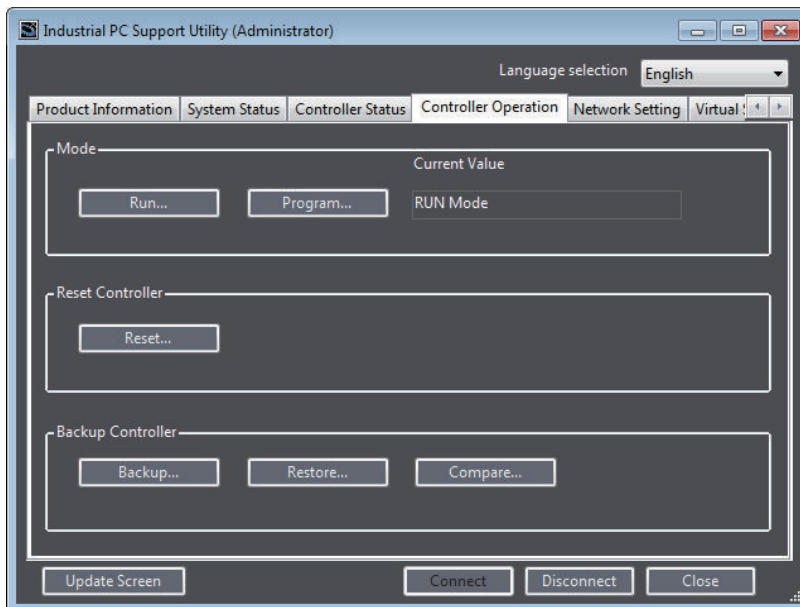 Industrial PC Support Utility (Administrator)
Language selection English
Product Information System Status Controller Status Controller Operation Network Setting Virtual
Mode
Current Value
Run... Program... RUN Mode
Reset Controller
Reset...
Backup Controller
Backup... Restore... Compare...
Update Screen Connect Disconnect Close